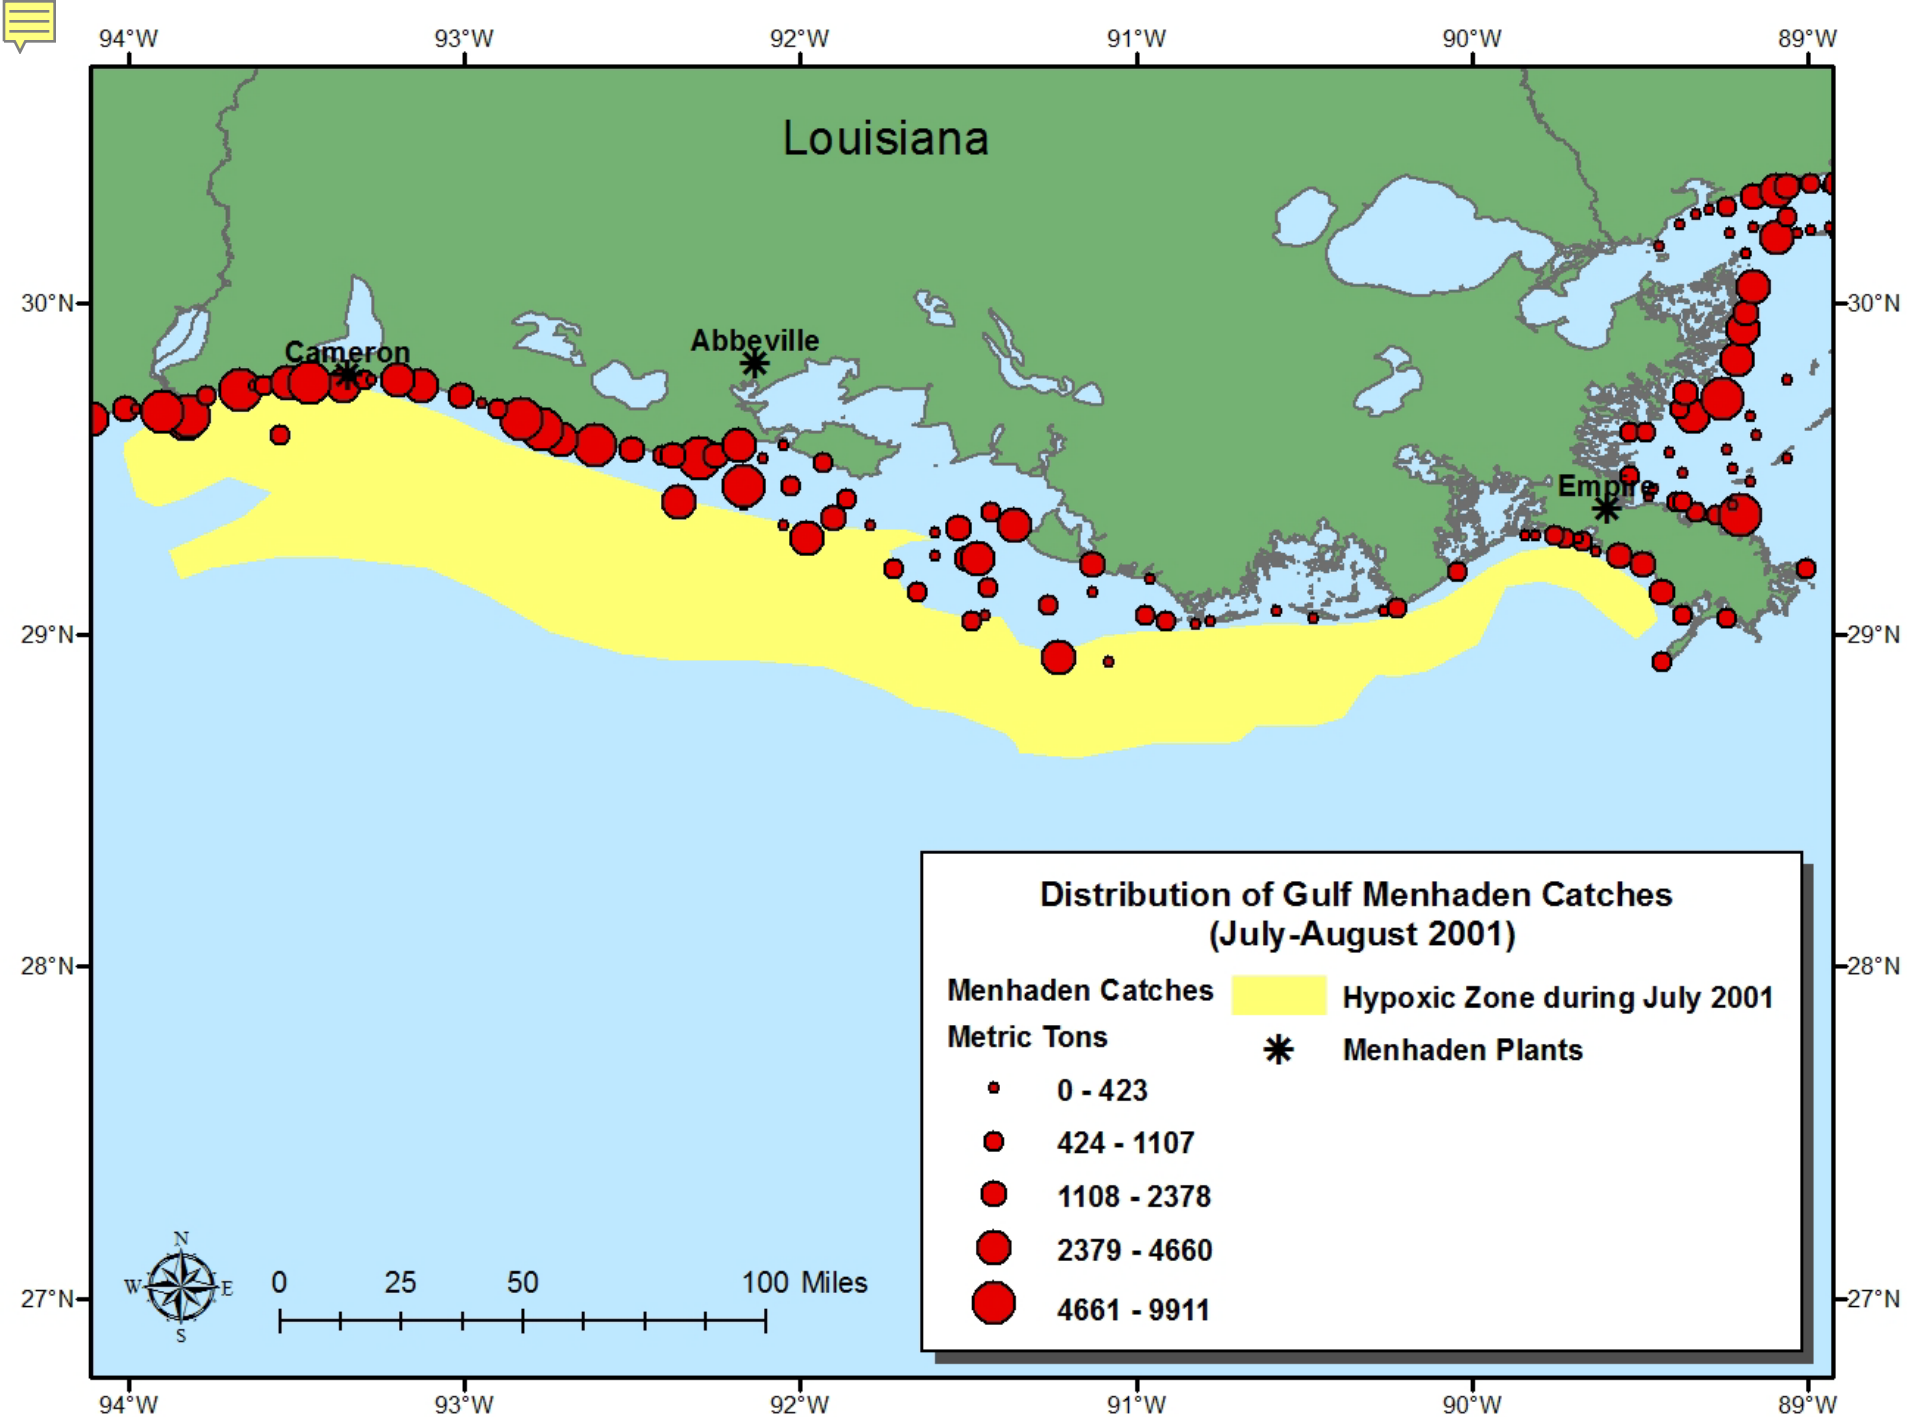 94°W 93°W 92°W 91°W 90°W 89°W
Louisiana
30°N 30°N
Abbeville
Cameron
Empire
29°N 29°N
Distribution of Gulf Menhaden Catches
(July-August 2001)
28°N 28°N
Menhaden Catches
Hypoxic Zone during July 2001
Metric Tons
Menhaden Plants
0 - 423
424 - 1107
1108 - 2378
2379 - 4660
4661 - 9911
N
W E
S
0 25 50 100 Miles
27°N 27°N
94°W 93°W 92°W 91°W 90°W 89°W